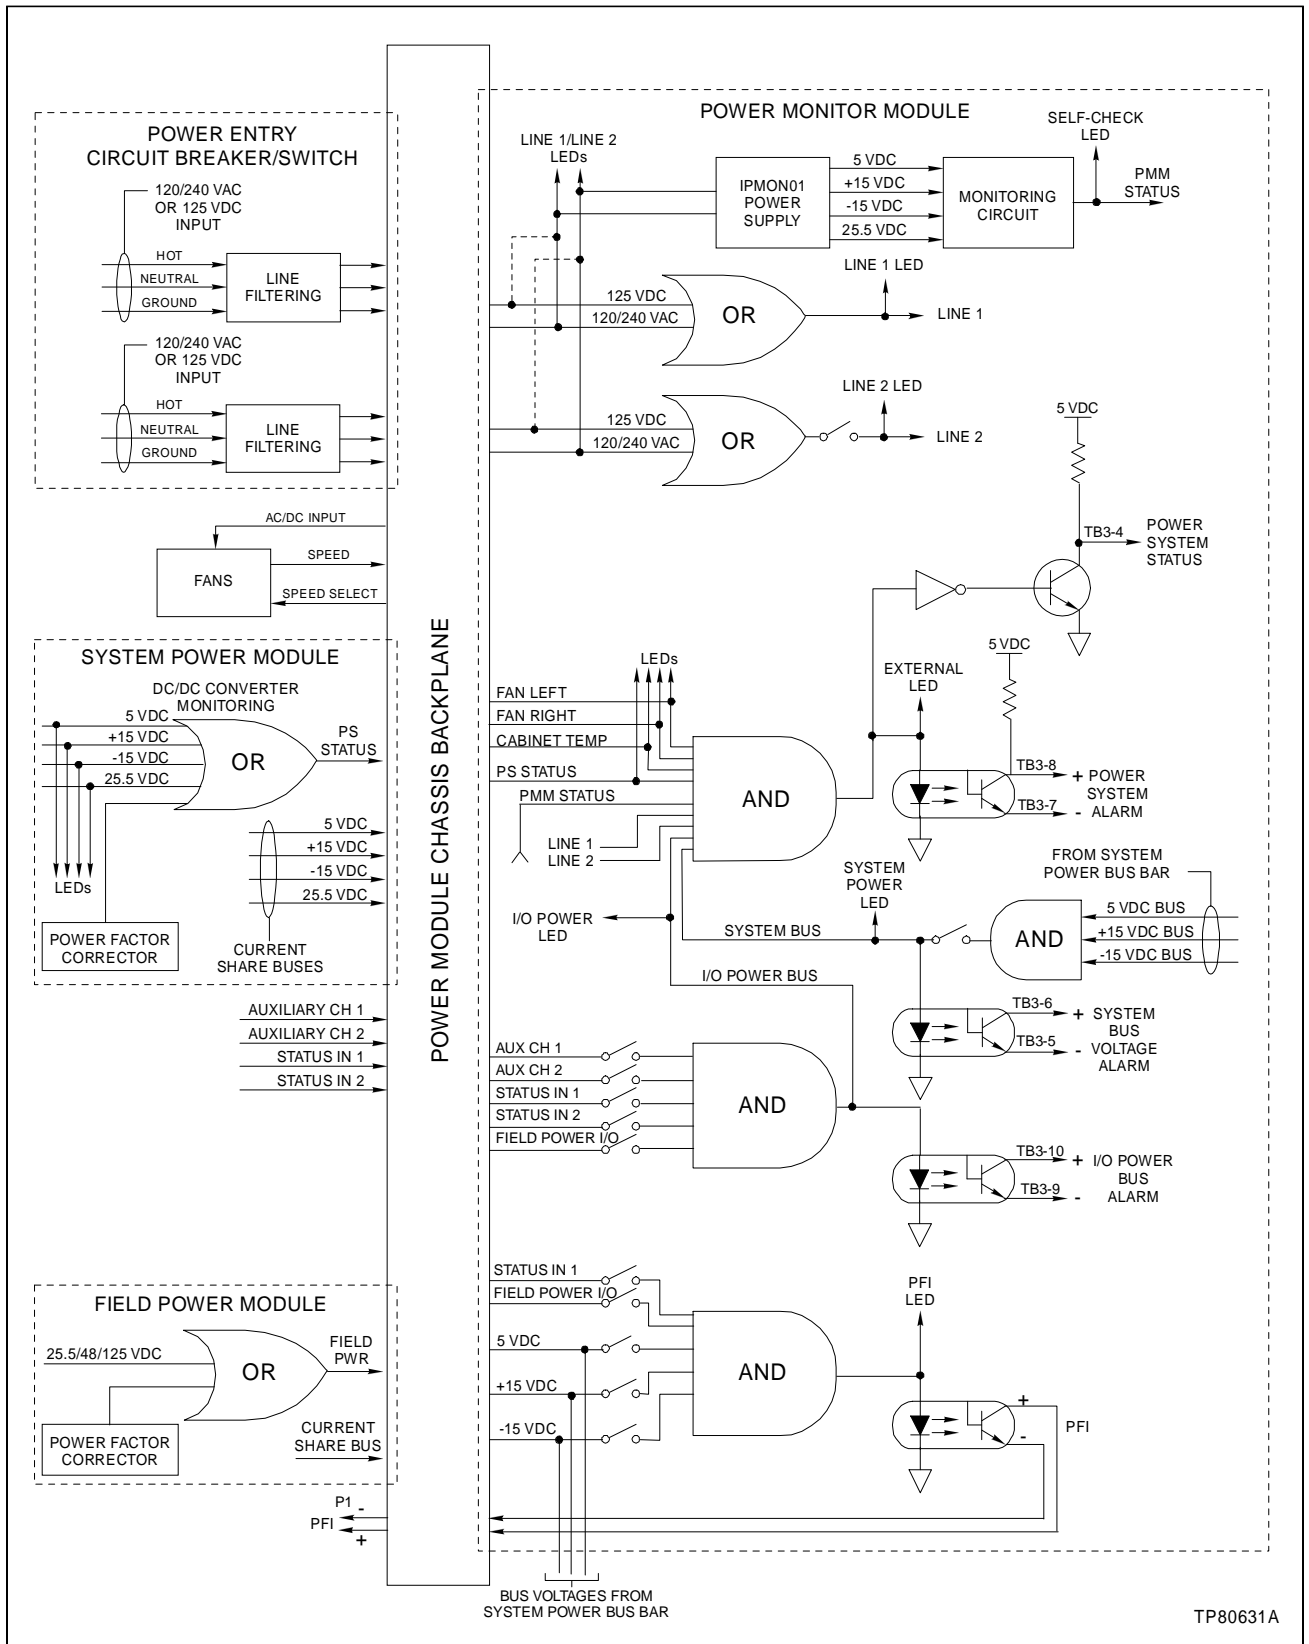 POWER ENTRY
CIRCUIT BREAKER/SWITCH
120/240 VAC
OR 125 VDC
INPUT
HOT
NEUTRAL
GROUND
LINE
FILTERING
120/240 VAC
OR 125 VDC
INPUT
HOT
NEUTRAL
GROUND
LINE
FILTERING
AC/DC INPUT
FANS
SPEED
SPEED SELECT
SYSTEM POWER MODULE
DC/DC CONVERTER
MONITORING
5 VDC
+15 VDC
-15 VDC
25.5 VDC
OR
PS
STATUS
LEDs
5 VDC
+15 VDC
-15 VDC
25.5 VDC
POWER FACTOR
CORRECTOR
CURRENT
SHARE BUSES
AUXILIARY CH 1
AUXILIARY CH 2
STATUS IN 1
STATUS IN 2
FIELD POWER MODULE
25.5/48/125 VDC
OR
FIELD
PWR
POWER FACTOR
CORRECTOR
CURRENT
SHARE BUS
P1 -
PFI
+
POWER MODULE CHASSIS BACKPLANE
POWER MONITOR MODULE
LINE 1/LINE 2
LEDs
IPMON01
POWER
SUPPLY
5 VDC
+15 VDC
-15 VDC
25.5 VDC
MONITORING
CIRCUIT
SELF-CHECK
LED
PMM
STATUS
125 VDC
120/240 VAC
OR
LINE 1 LED
LINE 1
125 VDC
120/240 VAC
OR
LINE 2 LED
LINE 2
5 VDC
TB3-4
POWER
SYSTEM
STATUS
LEDs
FAN LEFT
FAN RIGHT
CABINET TEMP
PS STATUS
PMM STATUS
LINE 1
LINE 2
AND
EXTERNAL
LED
5 VDC
TB3-8
+
TB3-7
-
POWER
SYSTEM
ALARM
I/O POWER
LED
SYSTEM
POWER
LED
SYSTEM BUS
FROM SYSTEM
POWER BUS BAR
5 VDC BUS
+15 VDC BUS
-15 VDC BUS
AND
I/O POWER BUS
TB3-6
+
TB3-5
-
SYSTEM
BUS
VOLTAGE
ALARM
AUX CH 1
AUX CH 2
STATUS IN 1
STATUS IN 2
FIELD POWER I/O
AND
TB3-10
+
TB3-9
-
I/O POWER
BUS
ALARM
STATUS IN 1
FIELD POWER I/O
5 VDC
+15 VDC
-15 VDC
AND
PFI
LED
+
-
PFI
BUS VOLTAGES FROM
SYSTEM POWER BUS BAR
TP80631A